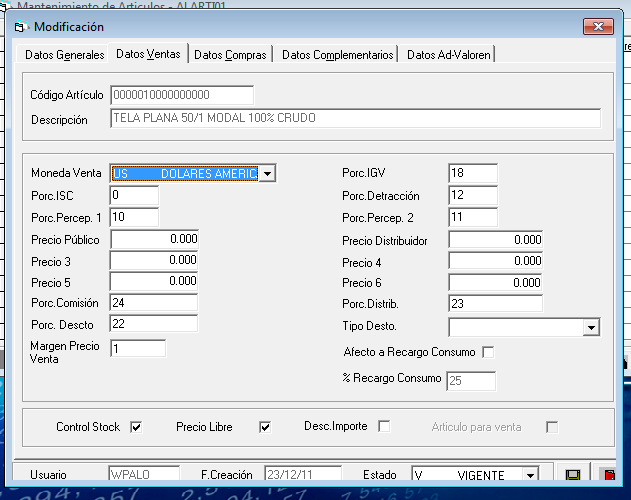 Mantenimiento de Articulos - ALARTI01
Modificación
Datos Generales Datos Ventas Datos Compras Datos Complementarios Datos Ad-Valoren
Código Artículo 0000010000000000
Descripción TELA PLANA 50/1 MODAL 100% CRUDO
Moneda Venta US DOLARES AMERIC Porc.IGV 18
Porc.ISC 0 Porc.Detracción 12
Porc.Percep. 1 10 Porc.Percep. 2 11
Precio Público 0.000 Precio Distribuidor 0.000
Precio 3 0.000 Precio 4 0.000
Precio 5 0.000 Precio 6 0.000
Porc.Comisión 24 Porc.Distrib. 23
Porc. Descto 22 Tipo Desto.
Margen Precio Venta 1 Afecto a Recargo Consumo
% Recargo Consumo 25
Control Stock Precio Libre Desc.Importe Articulo para venta
Usuario WPALO F.Creación 23/12/11 Estado V VIGENTE